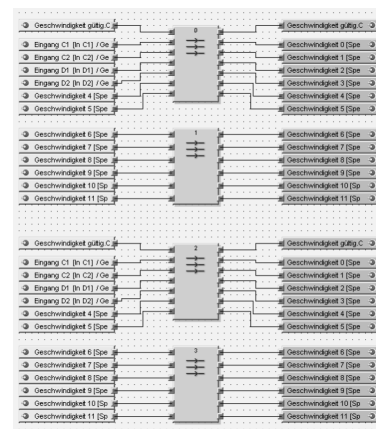 Geschwindigkeit gültig.C
0
Geschwindigkeit gültig.C
Eingang C1 [In C1] / Ge
Geschwindigkeit 0 [Spe
Eingang C2 [In C2] / Ge
Geschwindigkeit 1 [Spe
Eingang D1 [In D1] / Ge
Geschwindigkeit 2 [Spe
Eingang D2 [In D2] / Ge
Geschwindigkeit 3 [Spe
Geschwindigkeit 4 [Spe
Geschwindigkeit 4 [Spe
Geschwindigkeit 5 [Spe
Geschwindigkeit 5 [Spe
Geschwindigkeit 6 [Spe
1
Geschwindigkeit 6 [Spe
Geschwindigkeit 7 [Spe
Geschwindigkeit 7 [Spe
Geschwindigkeit 8 [Spe
Geschwindigkeit 8 [Spe
Geschwindigkeit 9 [Spe
Geschwindigkeit 9 [Spe
Geschwindigkeit 10 [Sp
Geschwindigkeit 10 [Sp
Geschwindigkeit 11 [Sp
Geschwindigkeit 11 [Sp
Geschwindigkeit gültig.C
2
Geschwindigkeit gültig.C
Eingang C1 [In C1] / Ge
Geschwindigkeit 0 [Spe
Eingang C2 [In C2] / Ge
Geschwindigkeit 1 [Spe
Eingang D1 [In D1] / Ge
Geschwindigkeit 2 [Spe
Eingang D2 [In D2] / Ge
Geschwindigkeit 3 [Spe
Geschwindigkeit 4 [Spe
Geschwindigkeit 4 [Spe
Geschwindigkeit 5 [Spe
Geschwindigkeit 5 [Spe
Geschwindigkeit 6 [Spe
3
Geschwindigkeit 6 [Spe
Geschwindigkeit 7 [Spe
Geschwindigkeit 7 [Spe
Geschwindigkeit 8 [Spe
Geschwindigkeit 8 [Spe
Geschwindigkeit 9 [Spe
Geschwindigkeit 9 [Spe
Geschwindigkeit 10 [Sp
Geschwindigkeit 10 [Sp
Geschwindigkeit 11 [Sp
Geschwindigkeit 11 [Sp